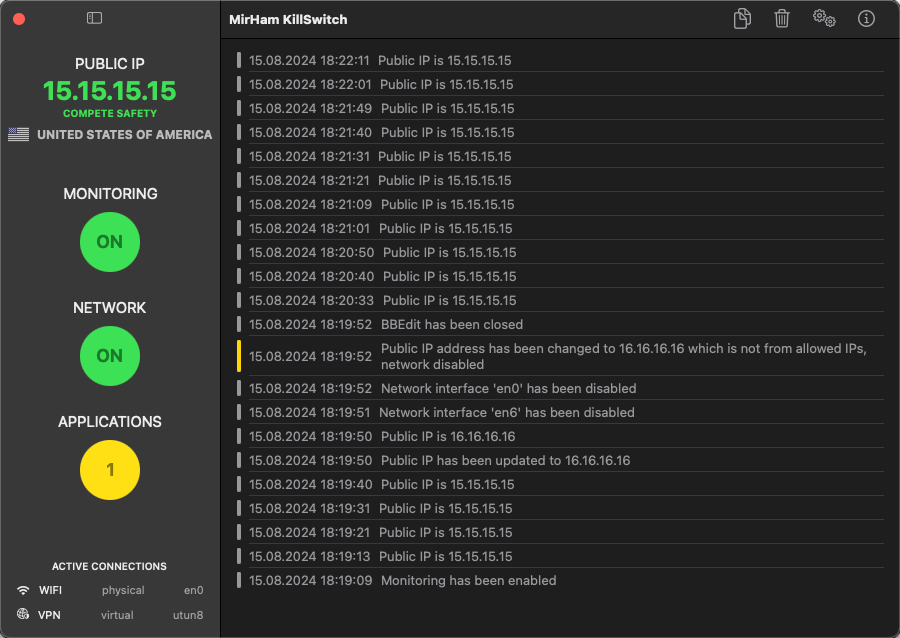 PUBLIC IP
15.15.15.15
COMPETE SAFETY
UNITED STATES OF AMERICA
MONITORING
ON
NETWORK
ON
APPLICATIONS
1
ACTIVE CONNECTIONS
WIFI physical en0
VPN virtual utun8
MirHam KillSwitch
15.08.2024 18:22:11 Public IP is 15.15.15.15
15.08.2024 18:22:01 Public IP is 15.15.15.15
15.08.2024 18:21:49 Public IP is 15.15.15.15
15.08.2024 18:21:40 Public IP is 15.15.15.15
15.08.2024 18:21:31 Public IP is 15.15.15.15
15.08.2024 18:21:21 Public IP is 15.15.15.15
15.08.2024 18:21:09 Public IP is 15.15.15.15
15.08.2024 18:21:01 Public IP is 15.15.15.15
15.08.2024 18:20:50 Public IP is 15.15.15.15
15.08.2024 18:20:40 Public IP is 15.15.15.15
15.08.2024 18:20:33 Public IP is 15.15.15.15
15.08.2024 18:19:52 BBEdit has been closed
15.08.2024 18:19:52 Public IP address has been changed to 16.16.16.16 which is not from allowed IPs,
network disabled
15.08.2024 18:19:52 Network interface 'en0' has been disabled
15.08.2024 18:19:51 Network interface 'en6' has been disabled
15.08.2024 18:19:50 Public IP is 16.16.16.16
15.08.2024 18:19:50 Public IP has been updated to 16.16.16.16
15.08.2024 18:19:40 Public IP is 15.15.15.15
15.08.2024 18:19:31 Public IP is 15.15.15.15
15.08.2024 18:19:21 Public IP is 15.15.15.15
15.08.2024 18:19:13 Public IP is 15.15.15.15
15.08.2024 18:19:09 Monitoring has been enabled